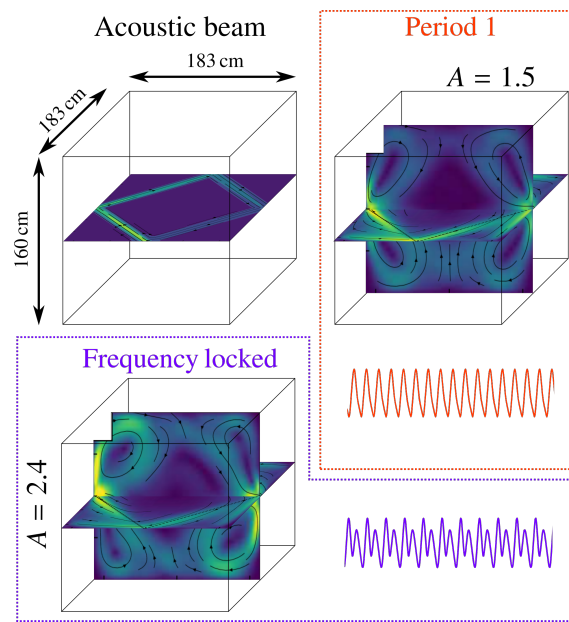 Acoustic beam
183 cm
183 cm
160 cm
Period 1
A = 1.5
Frequency locked
A = 2.4